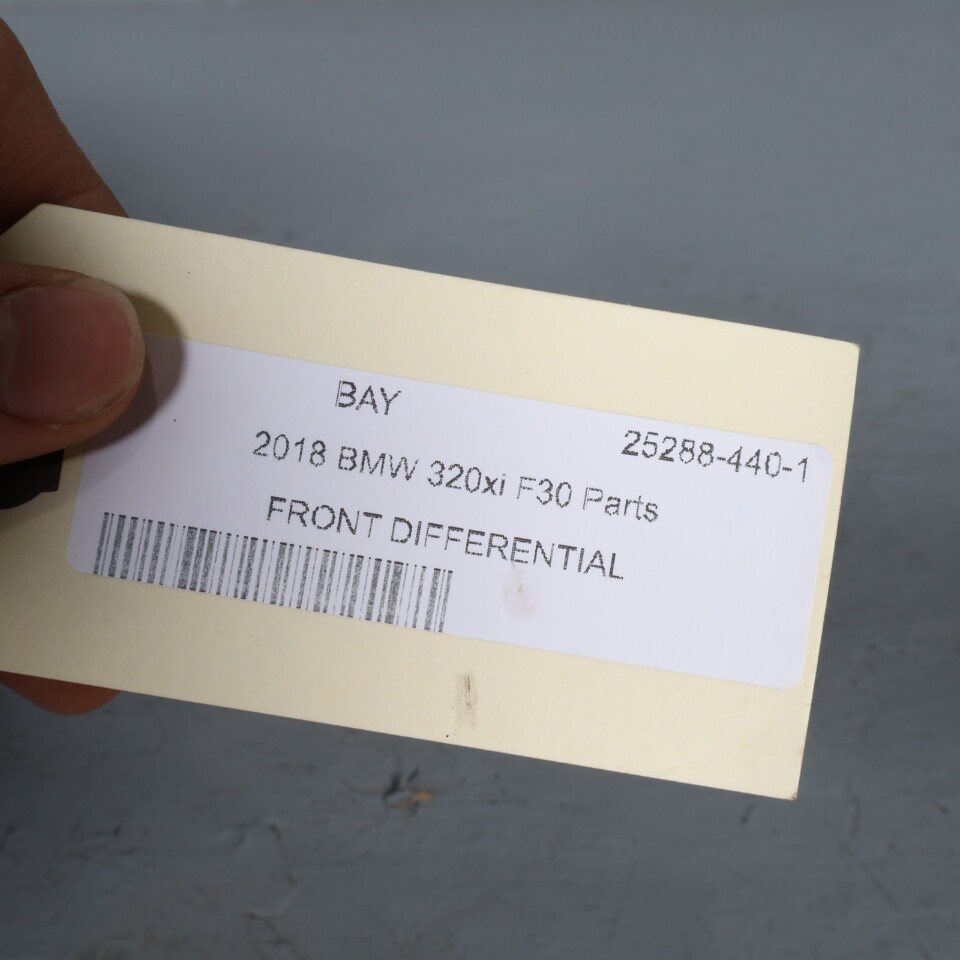 BAY
25288-440-1
2018 BMW 320xi F30 Parts
FRONT DIFFERENTIAL